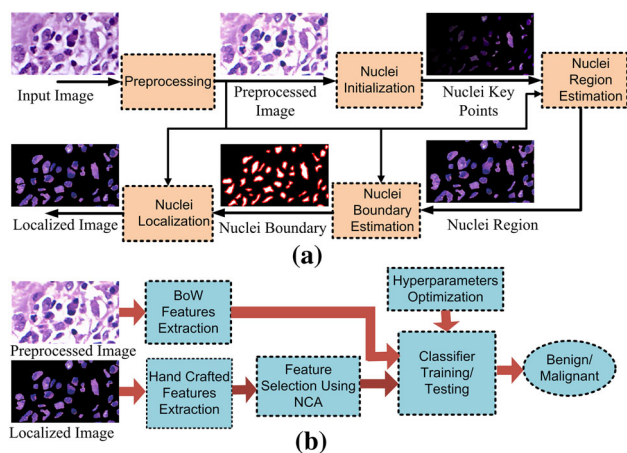 Input Image
Preprocessing
Preprocessed
Image
Nuclei
Initialization
Nuclei Key
Points
Nuclei
Region
Estimation
Localized Image
Nuclei
Localization
Nuclei Boundary
Nuclei
Boundary
Estimation
Nuclei Region
(a)
Preprocessed Image
BoW
Features
Extraction
Hyperparameters
Optimization
Localized Image
Hand Crafted
Features
Extraction
Feature
Selection Using
NCA
Classifier
Training/
Testing
Benign/
Malignant
(b)